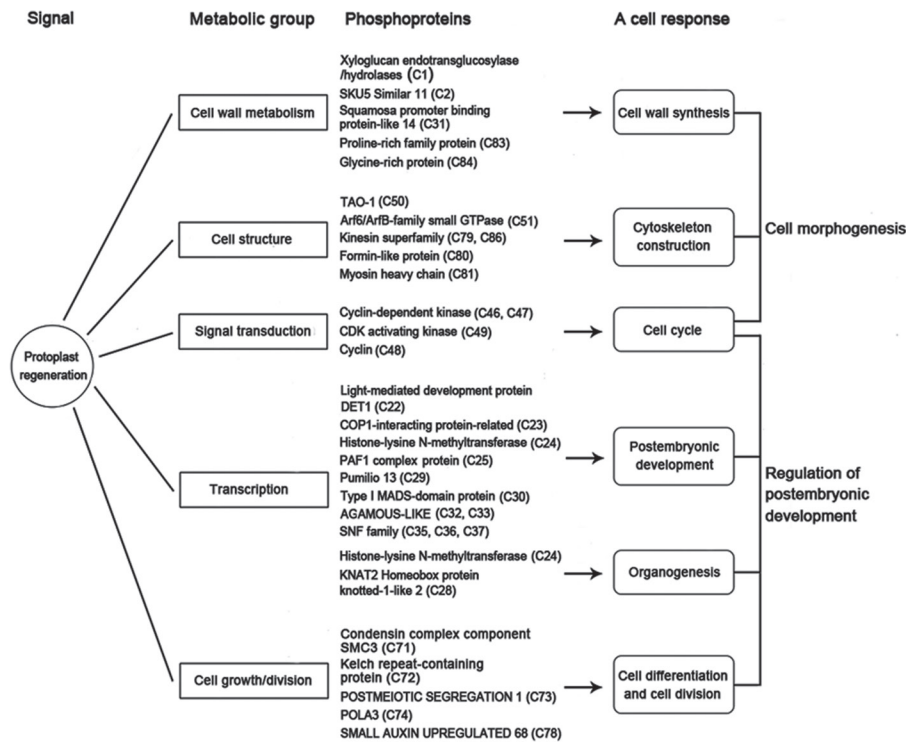 Signal
Metabolic group
Phosphoproteins
A cell response
Protoplast
regeneration
Cell wall metabolism
Xyloglucan endotransglucosylase
/hydrolases (C1)
SKU5 Similar 11 (C2)
Squamosa promoter binding
protein-like 14 (C31)
Proline-rich family protein (C83)
Glycine-rich protein (C84)
Cell wall synthesis
Cell structure
TAO-1 (C50)
Arf6/ArfB-family small GTPase (C51)
Kinesin superfamily (C79, C86)
Formin-like protein (C80)
Myosin heavy chain (C81)
Cytoskeleton
construction
Cell morphogenesis
Signal transduction
Cyclin-dependent kinase (C46, C47)
CDK activating kinase (C49)
Cyclin (C48)
Cell cycle
Transcription
Light-mediated development protein
DET1 (C22)
COP1-interacting protein-related (C23)
Histone-lysine N-methyltransferase (C24)
PAF1 complex protein (C25)
Pumilio 13 (C29)
Type I MADS-domain protein (C30)
AGAMOUS-LIKE (C32, C33)
SNF family (C35, C36, C37)
Postembryonic
development
Histone-lysine N-methyltransferase (C24)
KNAT2 Homeobox protein
knotted-1-like 2 (C28)
Organogenesis
Regulation of
postembryonic
development
Cell growth/division
Condensin complex component
SMC3 (C71)
Kelch repeat-containing
protein (C72)
POSTMEIOTIC SEGREGATION 1 (C73)
POLA3 (C74)
SMALL AUXIN UPREGULATED 68 (C78)
Cell differentiation
and cell division